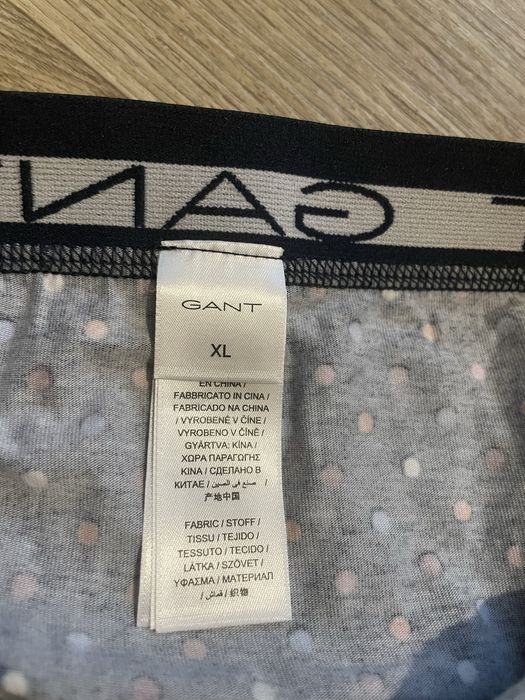 GAN
GANT
XL
EN CHINA /
FABBRICATO IN CINA /
FABRICADO NA CHINA
/ VYROBENÉ V ČÍNE /
VYROBENO V ČÍNĚ /
GYÁRTVA: KÍNA /
ΧΩΡΑ ΠΑΡΑΓΩΓΗΣ
ΚΙΝΑ / СДЕЛАНО В
КИТАЕ / صنع في الصين /
产地中国
FABRIC / STOFF /
TISSU / TEJIDO /
TESSUTO / TECIDO /
LÁTKA / SZÖVET /
ΥΦΑΣΜΑ / МАТЕРИАЛ
/ قماش / 织物